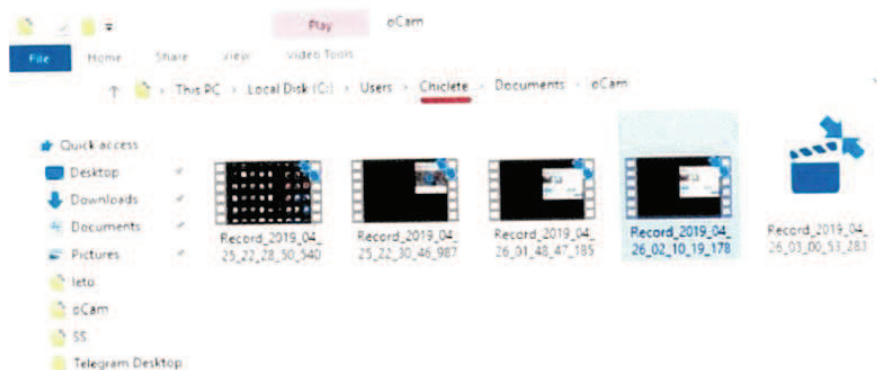 Play oCam
File Home Share View Video Tools
This PC › Local Disk (C:) › Users › Chiclete › Documents › oCam
Quick access
Desktop
Downloads
Documents
Pictures
leto
oCam
SS
Telegram Desktop
Record_2019_04_
25_22_28_50_540
Record_2019_04_
25_22_30_46_987
Record_2019_04_
26_01_48_47_185
Record_2019_04_
26_02_10_19_178
Record_2019_04_
26_03_00_53_283